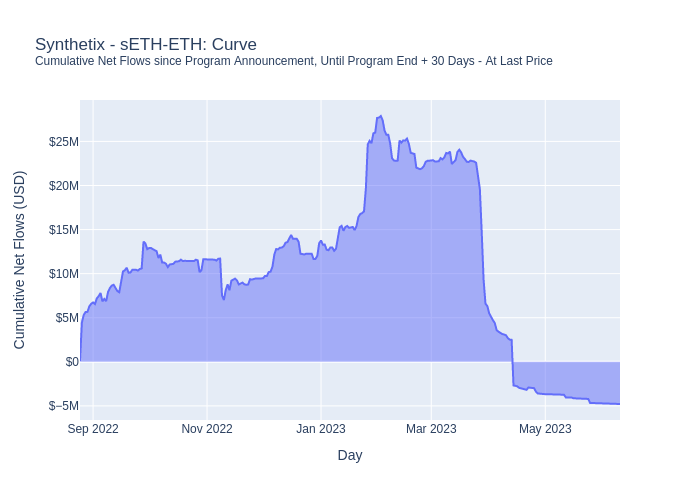 Synthetix - sETH-ETH: Curve
Cumulative Net Flows since Program Announcement, Until Program End + 30 Days - At Last Price
Cumulative Net Flows (USD)
$25M
$20M
$15M
$10M
$5M
$0
$−5M
Sep 2022 Nov 2022 Jan 2023 Mar 2023 May 2023
Day